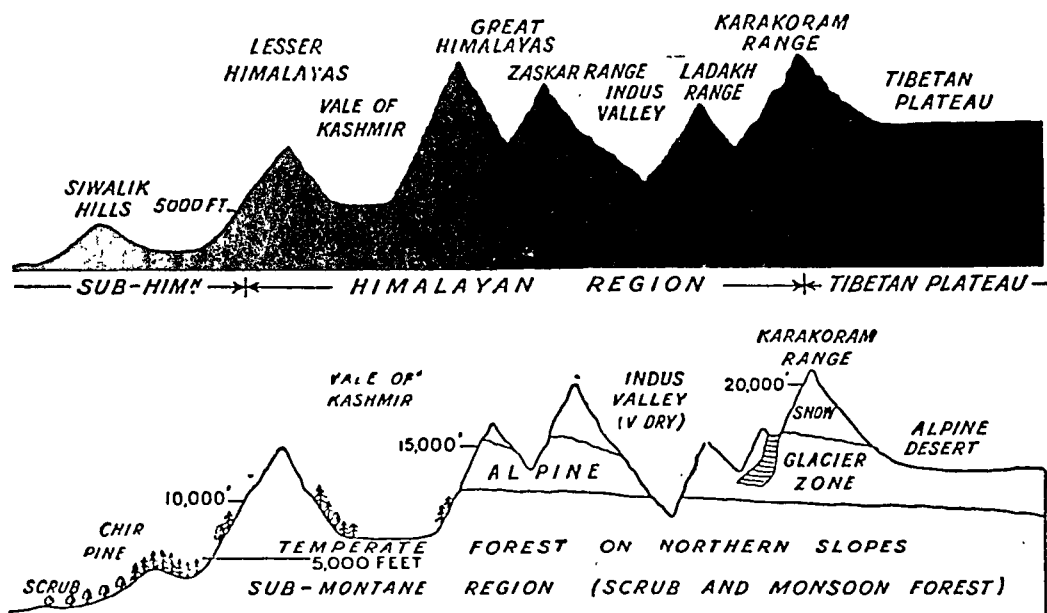 LESSER
HIMALAYAS
GREAT
HIMALAYAS
KARAKORAM
RANGE
ZASKAR RANGE
INDUS
VALLEY
LADAKH
RANGE
TIBETAN
PLATEAU
VALE OF
KASHMIR
SIWALIK
HILLS
5000 FT.
SUB-HIMN.
HIMALAYAN REGION
TIBETAN PLATEAU
KARAKORAM
RANGE
VALE OF
KASHMIR
INDUS
VALLEY
(V DRY)
20,000'
SNOW
ALPINE
DESERT
15,000'
ALPINE
GLACIER
ZONE
10,000'
CHIR
PINE
TEMPERATE FOREST ON NORTHERN SLOPES
5,000 FEET
SCRUB
SUB-MONTANE REGION (SCRUB AND MONSOON FOREST)